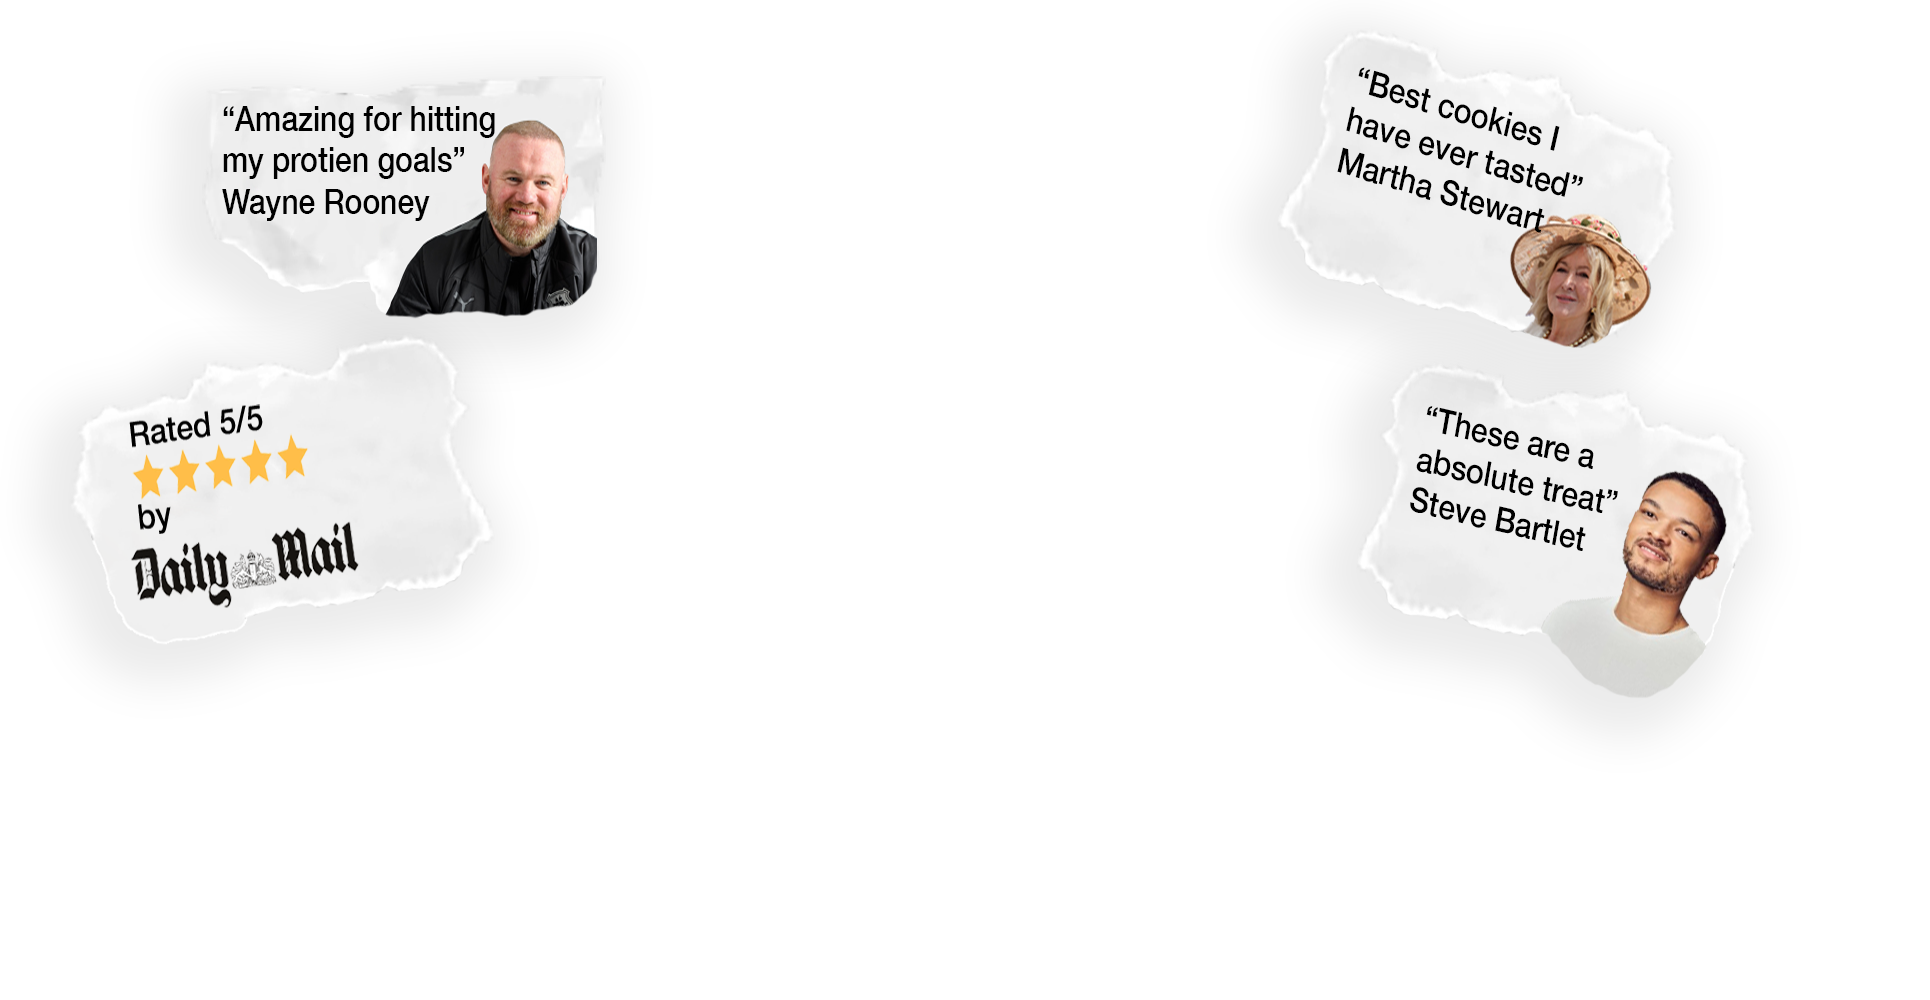 “Amazing for hitting
my protien goals”
Wayne Rooney
Rated 5/5
by
Daily Mail
“Best cookies I
have ever tasted”
Martha Stewart
“These are a
absolute treat”
Steve Bartlet